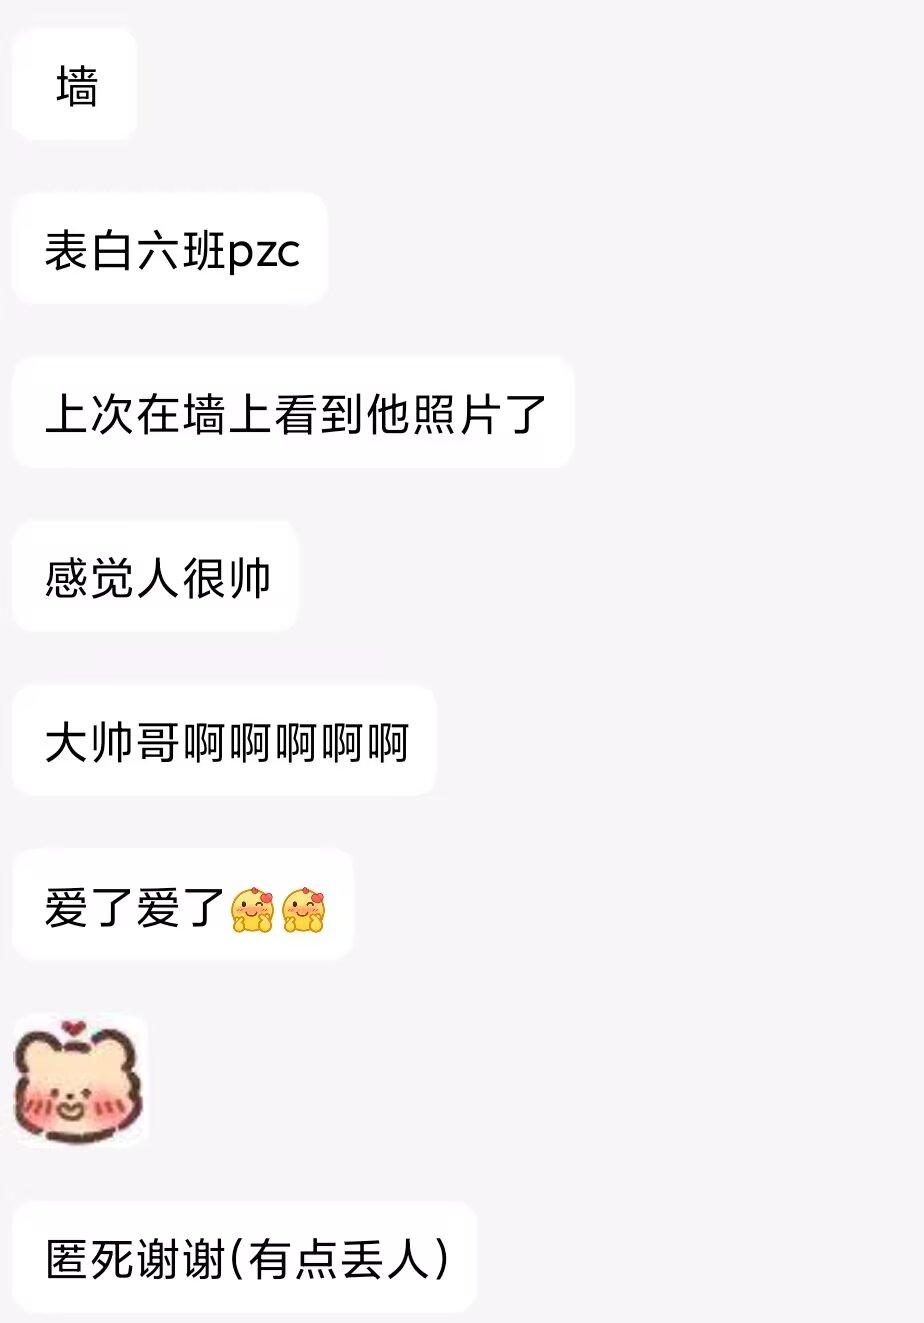 墙
表白六班pzc
上次在墙上看到他照片了
感觉人很帅
大帅哥啊啊啊啊啊
爱了爱了
匿死谢谢(有点丢人)